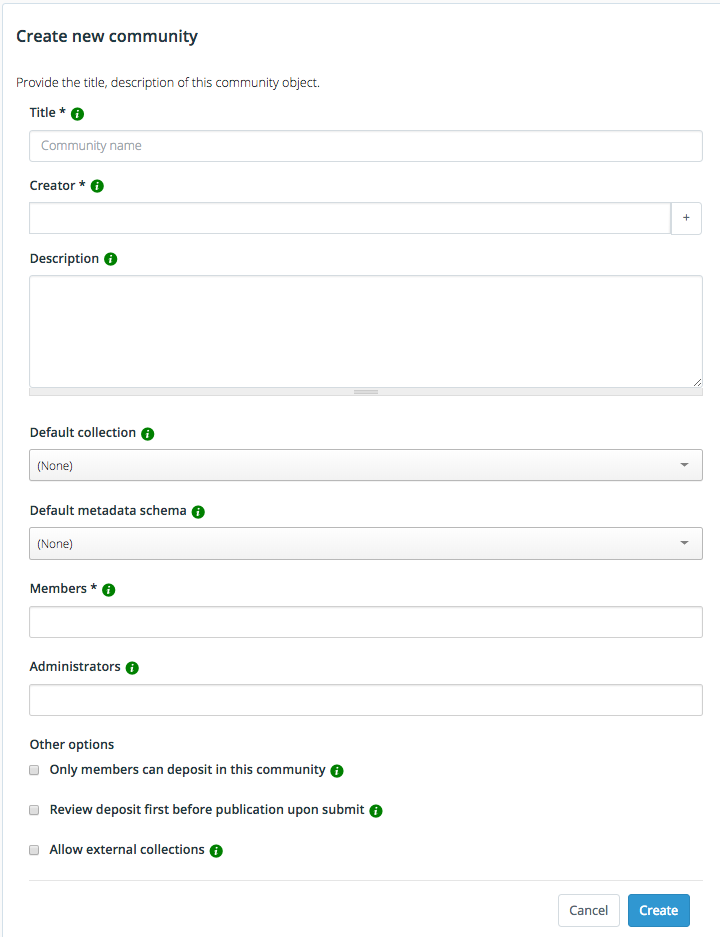 Create new community
Provide the title, description of this community object.
Title *
Community name
Creator *
+
Description
Default collection
(None)
Default metadata schema
(None)
Members *
Administrators
Other options
Only members can deposit in this community
Review deposit first before publication upon submit
Allow external collections
Cancel Create